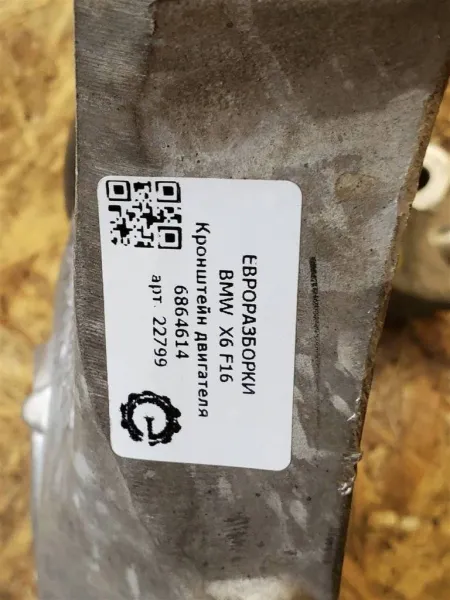 ЕВРОРАЗБОРКИ
BMW X6 F16
Кронштейн двигателя
6864614
арт. 22799